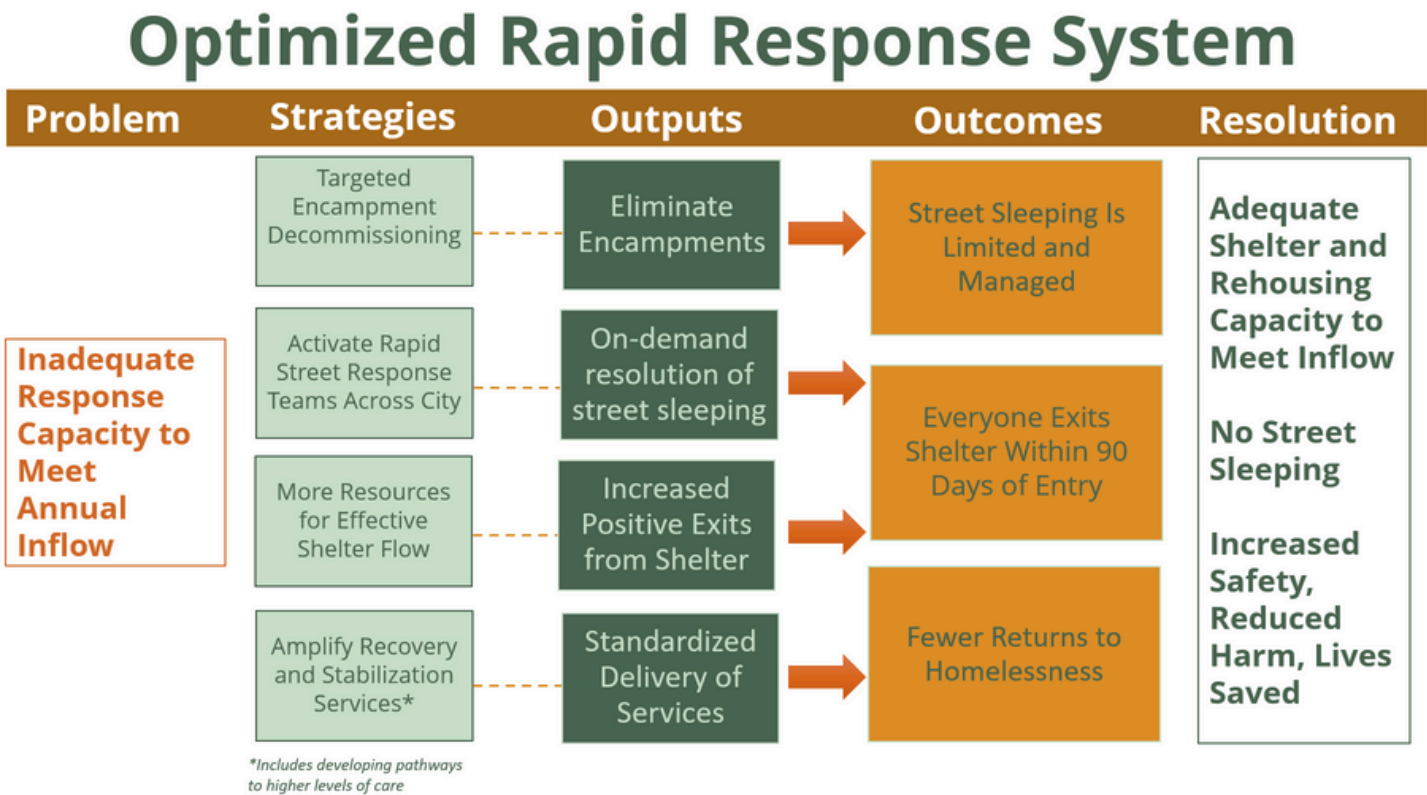 Optimized Rapid Response System
Problem
Strategies
Outputs
Outcomes
Resolution
Inadequate
Response
Capacity to
Meet
Annual
Inflow
Targeted
Encampment
Decommissioning
Activate Rapid
Street Response
Teams Across City
More Resources
for Effective
Shelter Flow
Amplify Recovery
and Stabilization
Services*
*Includes developing pathways
to higher levels of care
Eliminate
Encampments
On-demand
resolution of
street sleeping
Increased
Positive Exits
from Shelter
Standardized
Delivery of
Services
Street Sleeping Is
Limited and
Managed
Everyone Exits
Shelter Within 90
Days of Entry
Fewer Returns to
Homelessness
Adequate
Shelter and
Rehousing
Capacity to
Meet Inflow
No Street
Sleeping
Increased
Safety,
Reduced
Harm, Lives
Saved